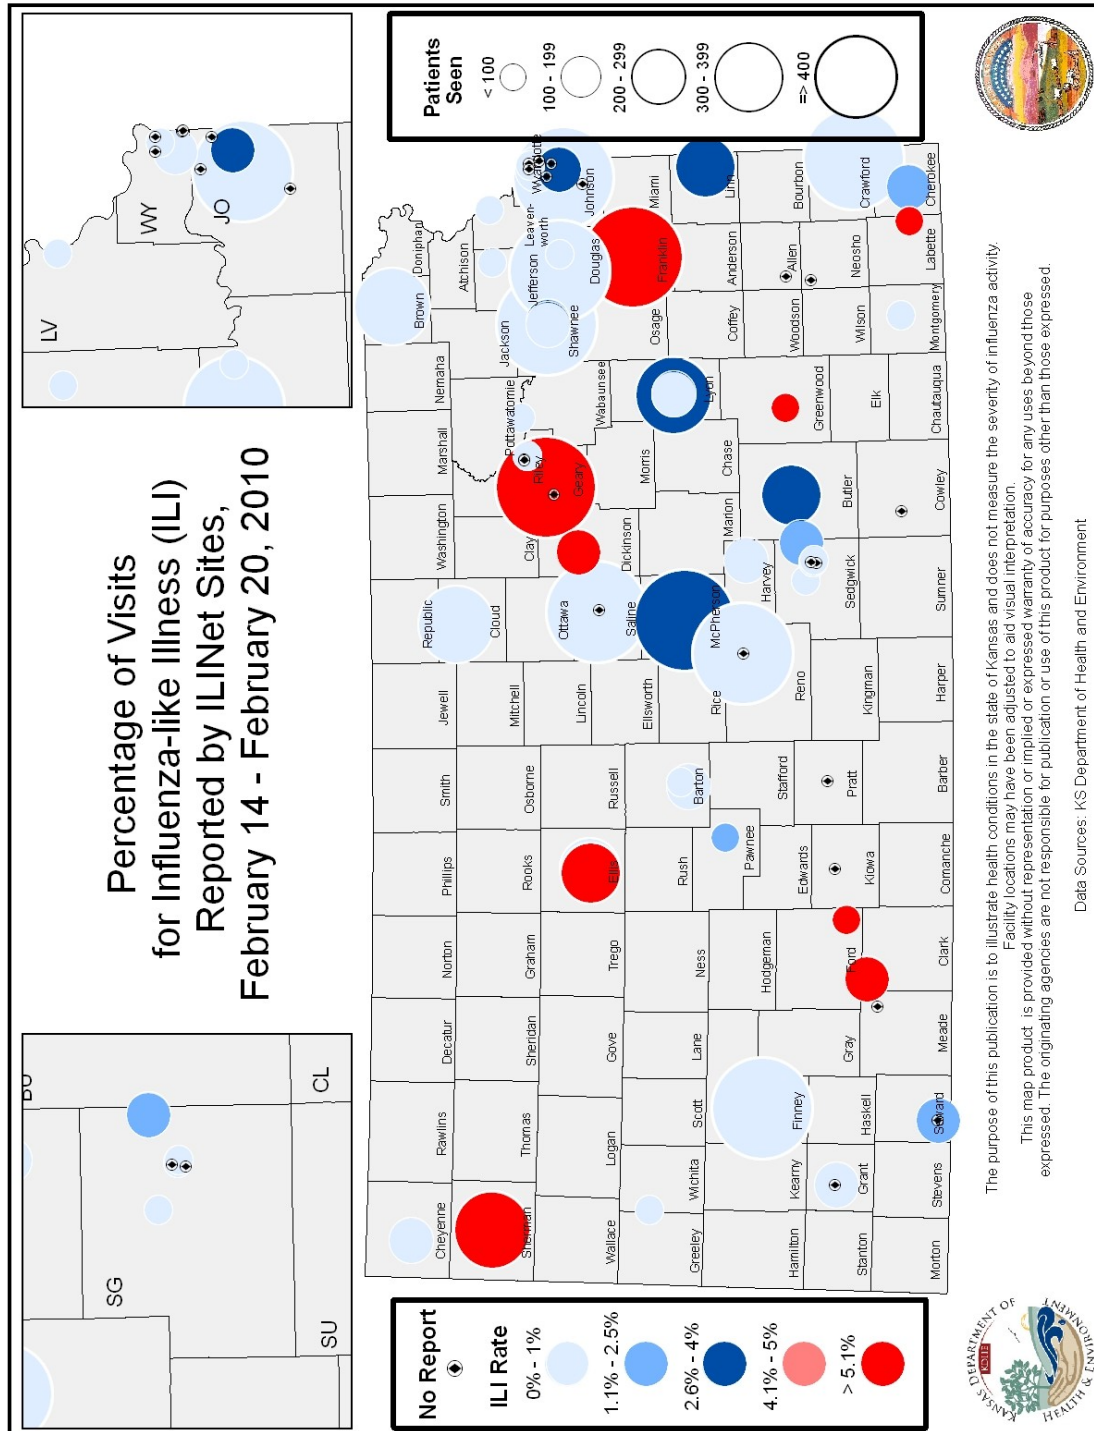 Percentage of Visits
for Influenza-like Illness (ILI)
Reported by ILINet Sites,
February 14 - February 20, 2010
BU
SG
CL
SU
LV
WY
JO
No Report
ILI Rate
0% - 1%
1.1% - 2.5%
2.6% - 4%
4.1% - 5%
> 5.1%
Patients
Seen
< 100
100 - 199
200 - 299
300 - 399
=> 400
Cheyenne
Rawlins
Decatur
Norton
Phillips
Smith
Jewell
Republic
Washington
Marshall
Nemaha
Brown
Doniphan
Sherman
Thomas
Sheridan
Graham
Rooks
Osborne
Mitchell
Cloud
Clay
Riley
Pottawatomie
Jackson
Atchison
Jefferson
Leaven-
worth
Wyandotte
Wallace
Logan
Gove
Trego
Ellis
Russell
Lincoln
Ottawa
Saline
Dickinson
Geary
Wabaunsee
Shawnee
Douglas
Johnson
Greeley
Wichita
Scott
Lane
Ness
Rush
Barton
Ellsworth
Rice
McPherson
Marion
Morris
Chase
Lyon
Osage
Franklin
Miami
Hamilton
Kearny
Finney
Hodgeman
Pawnee
Stafford
Reno
Harvey
Butler
Greenwood
Coffey
Anderson
Linn
Stanton
Grant
Haskell
Gray
Ford
Edwards
Kiowa
Pratt
Kingman
Sedgwick
Elk
Woodson
Allen
Bourbon
Wilson
Neosho
Crawford
Morton
Stevens
Seward
Meade
Clark
Comanche
Barber
Harper
Sumner
Cowley
Chautauqua
Montgomery
Labette
Cherokee
The purpose of this publication is to illustrate health conditions in the state of Kansas and does not measure the severity of influenza activity.
Facility locations may have been adjusted to aid visual interpretation.
This map product is provided without representation or implied or expressed warranty of accuracy for any uses beyond those
expressed. The originating agencies are not responsible for publication or use of this product for purposes other than those expressed.
Data Sources: KS Department of Health and Environment
KANSAS DEPARTMENT OF
HEALTH & ENVIRONMENT